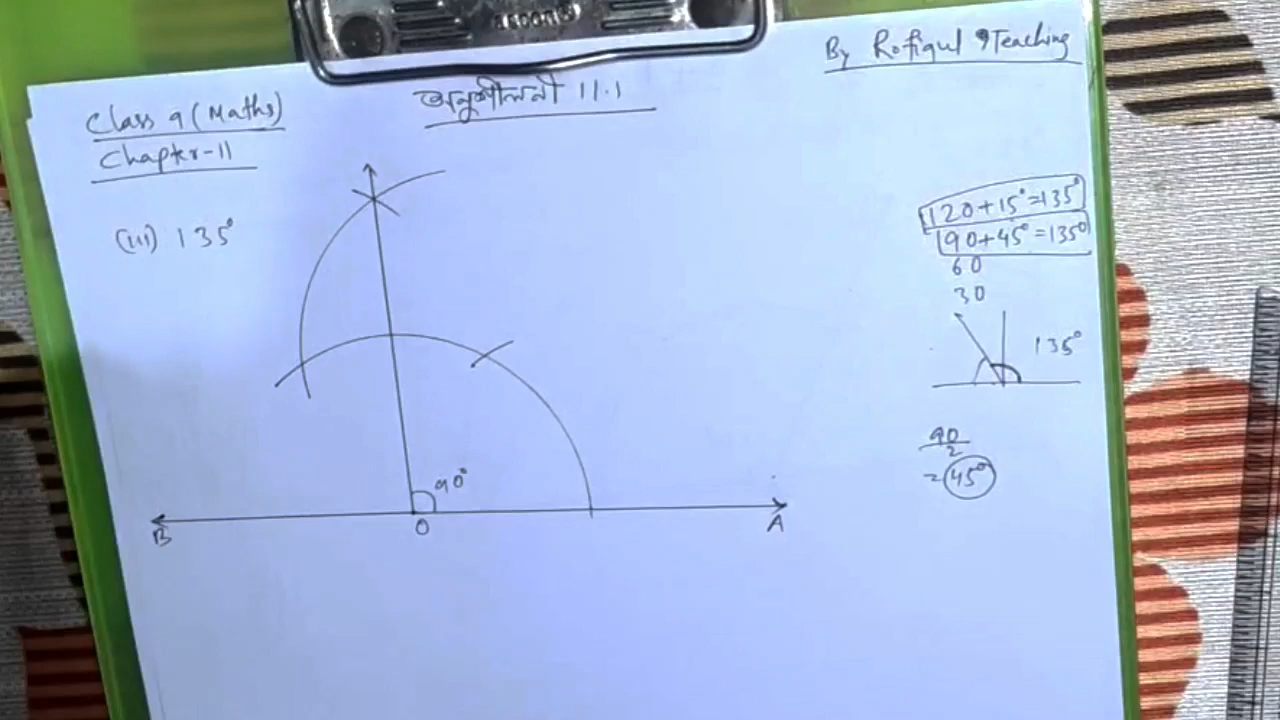 By Rofiqul Teaching
অনুশীলনী 11.1
Class 9 (Maths)
Chapter-11
(iii) 135°
120+15°=135°
90+45°=135°
60
30
135°
90
2
=45°
90°
B
O
A